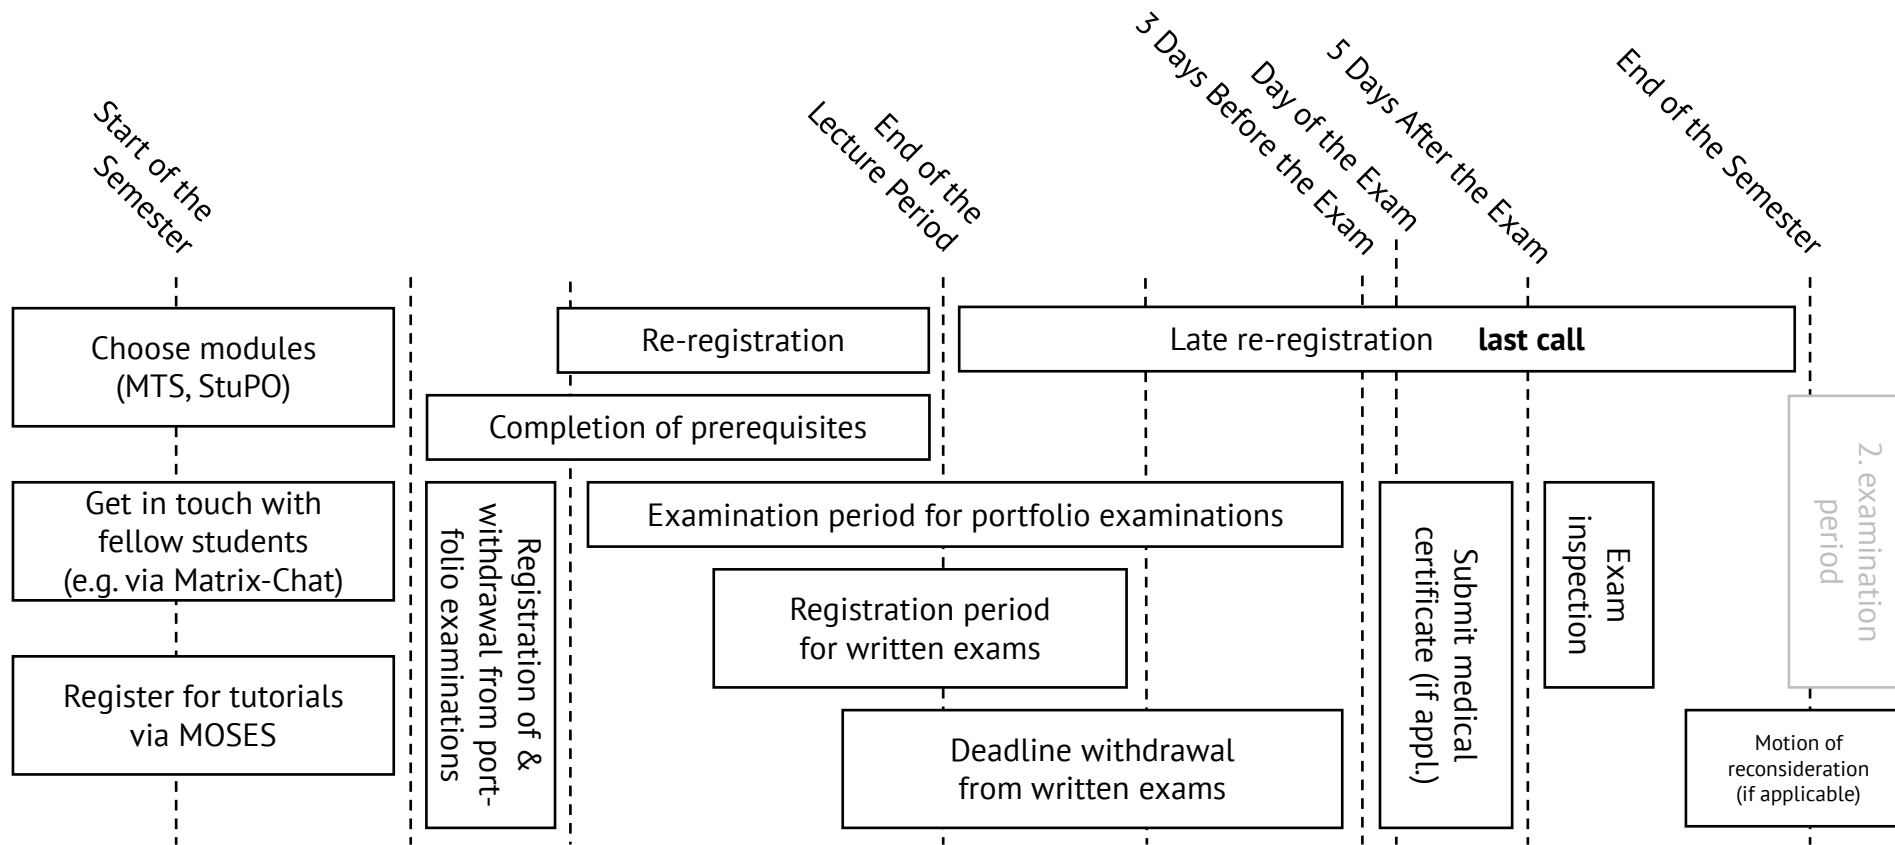 Start of the
Semester
End of the
Lecture Period
3 Days Before the Exam
Day of the Exam
5 Days After the Exam
End of the Semester
Choose modules
(MTS, StuPO)
Re-registration
Late re-registration last call
Completion of prerequisites
Get in touch with
fellow students
(e.g. via Matrix-Chat)
Registration of &
withdrawal from port-
folio examinations
Examination period for portfolio examinations
Registration period
for written exams
Submit medical
certificate (if appl.)
Exam
inspection
2. examination
period
Register for tutorials
via MOSES
Deadline withdrawal
from written exams
Motion of
reconsideration
(if applicable)